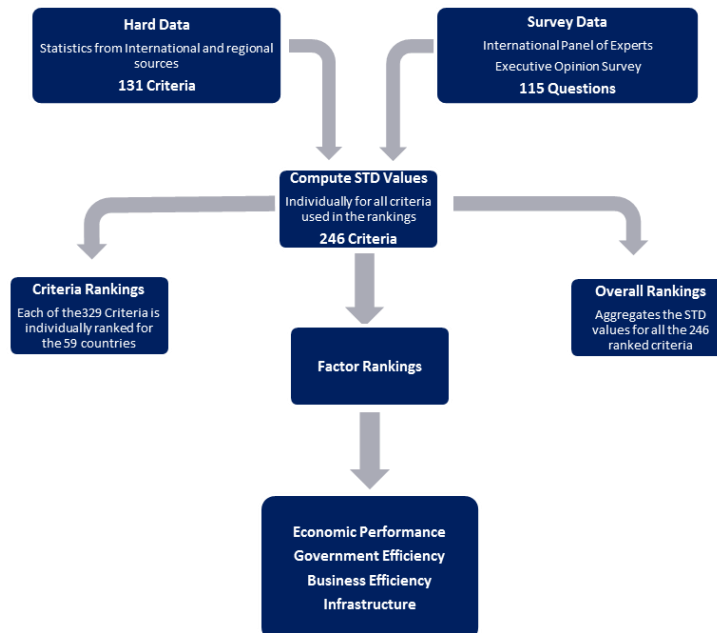 Hard Data
Statistics from International and regional
sources
131 Criteria
Survey Data
International Panel of Experts
Executive Opinion Survey
115 Questions
Compute STD Values
Individually for all criteria
used in the rankings
246 Criteria
Criteria Rankings
Each of the329 Criteria is
individually ranked for
the 59 countries
Overall Rankings
Aggregates the STD
values for all the 246
ranked criteria
Factor Rankings
Economic Performance
Government Efficiency
Business Efficiency
Infrastructure